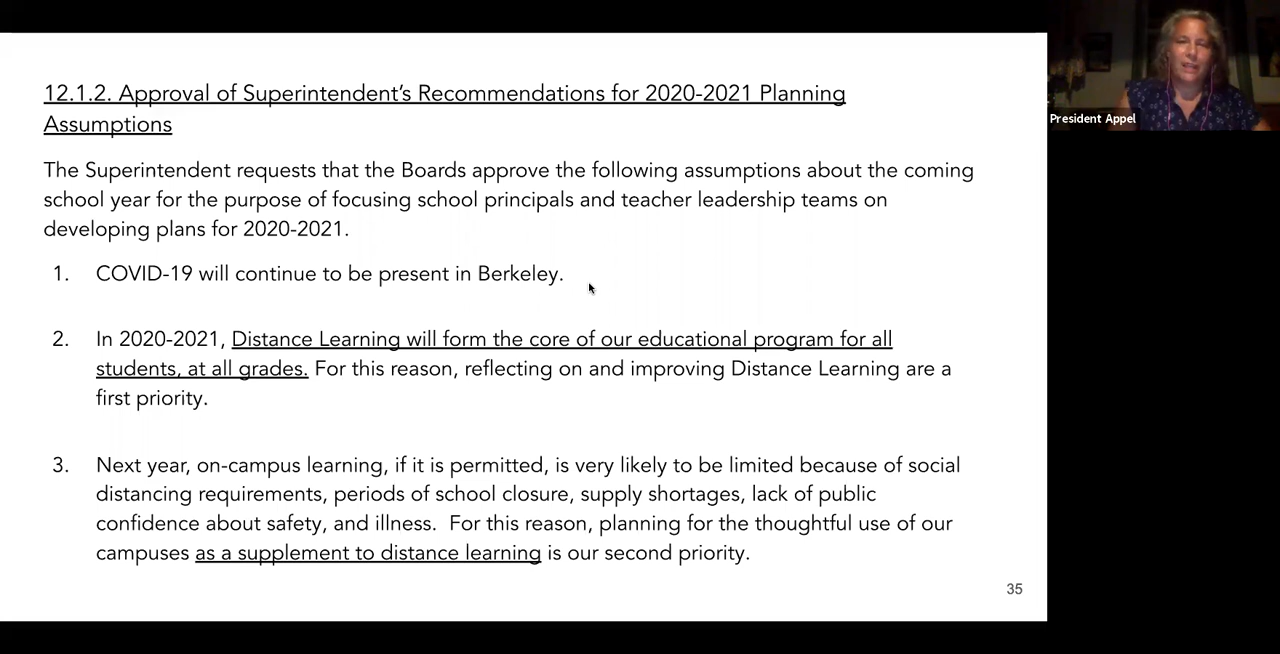 12.1.2. Approval of Superintendent's Recommendations for 2020-2021 Planning
Assumptions
The Superintendent requests that the Boards approve the following assumptions about the coming
school year for the purpose of focusing school principals and teacher leadership teams on
developing plans for 2020-2021.
1. COVID-19 will continue to be present in Berkeley.
2. In 2020-2021, Distance Learning will form the core of our educational program for all
students, at all grades. For this reason, reflecting on and improving Distance Learning are a
first priority.
3. Next year, on-campus learning, if it is permitted, is very likely to be limited because of social
distancing requirements, periods of school closure, supply shortages, lack of public
confidence about safety, and illness.  For this reason, planning for the thoughtful use of our
campuses as a supplement to distance learning is our second priority.
35
President Appel